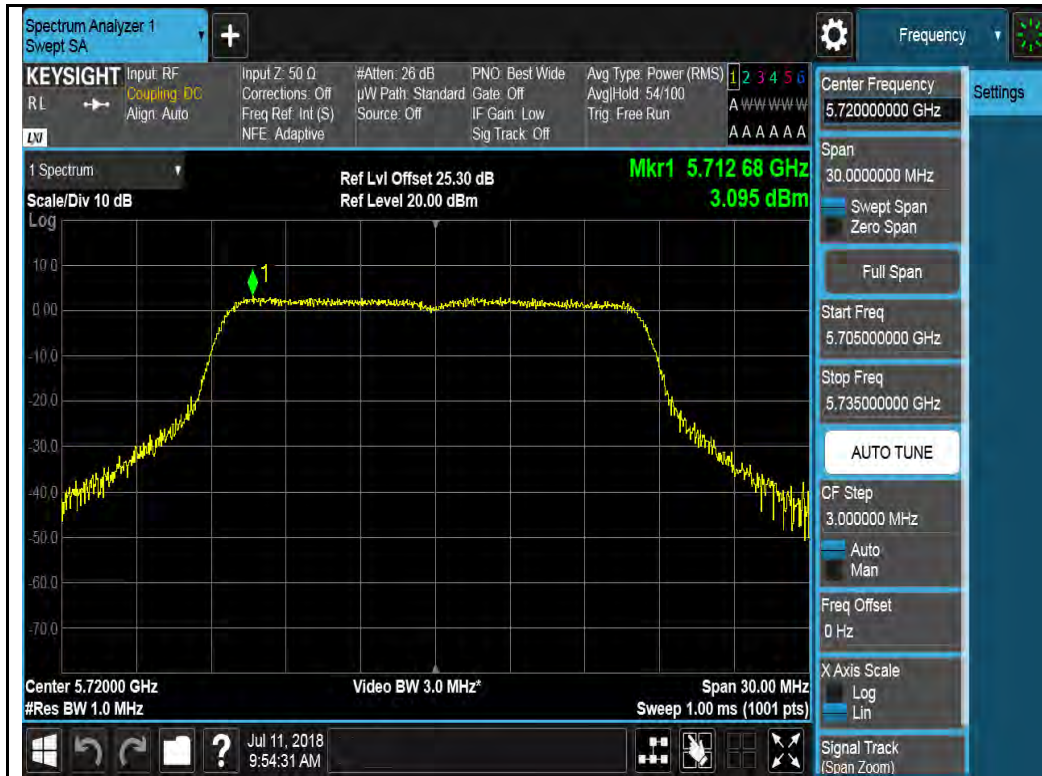 Spectrum Analyzer 1
Swept SA
+
Frequency
KEYSIGHT
RL
LXI
Input: RF
Coupling: DC
Align: Auto
Input Z: 50 Ω
Corrections: Off
Freq Ref: Int (S)
NFE: Adaptive
#Atten: 26 dB
µW Path: Standard
Source: Off
PNO: Best Wide
Gate: Off
IF Gain: Low
Sig Track: Off
Avg Type: Power (RMS)
Avg|Hold: 54/100
Trig: Free Run
1 2 3 4 5 6
A W W W W W
A A A A A A
1 Spectrum
Scale/Div 10 dB
Ref Lvl Offset 25.30 dB
Ref Level 20.00 dBm
Mkr1 5.712 68 GHz
3.095 dBm
Log
10.0
0.00
-10.0
-20.0
-30.0
-40.0
-50.0
-60.0
-70.0
1
Center 5.72000 GHz
#Res BW 1.0 MHz
Video BW 3.0 MHz*
Span 30.00 MHz
Sweep 1.00 ms (1001 pts)
Center Frequency
5.720000000 GHz
Span
30.0000000 MHz
Swept Span
Zero Span
Full Span
Start Freq
5.705000000 GHz
Stop Freq
5.735000000 GHz
AUTO TUNE
CF Step
3.000000 MHz
Auto
Man
Freq Offset
0 Hz
X Axis Scale
Log
Lin
Signal Track
(Span Zoom)
Settings
?
Jul 11, 2018
9:54:31 AM